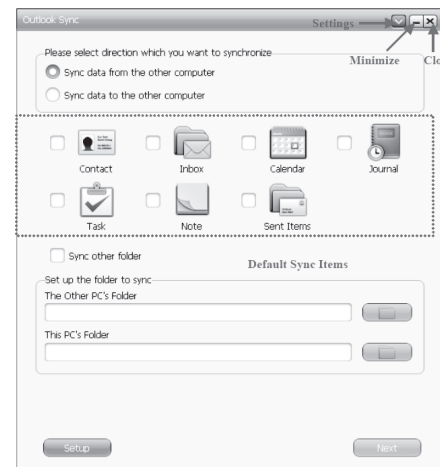 Outlook Sync
Settings
Minimize
Clo
Please select direction which you want to synchronize
Sync data from the other computer
Sync data to the other computer
Contact Inbox Calendar Journal
Task Note Sent Items
Sync other folder
Default Sync Items
Set up the folder to sync
The Other PC's Folder
This PC's Folder
Setup Next